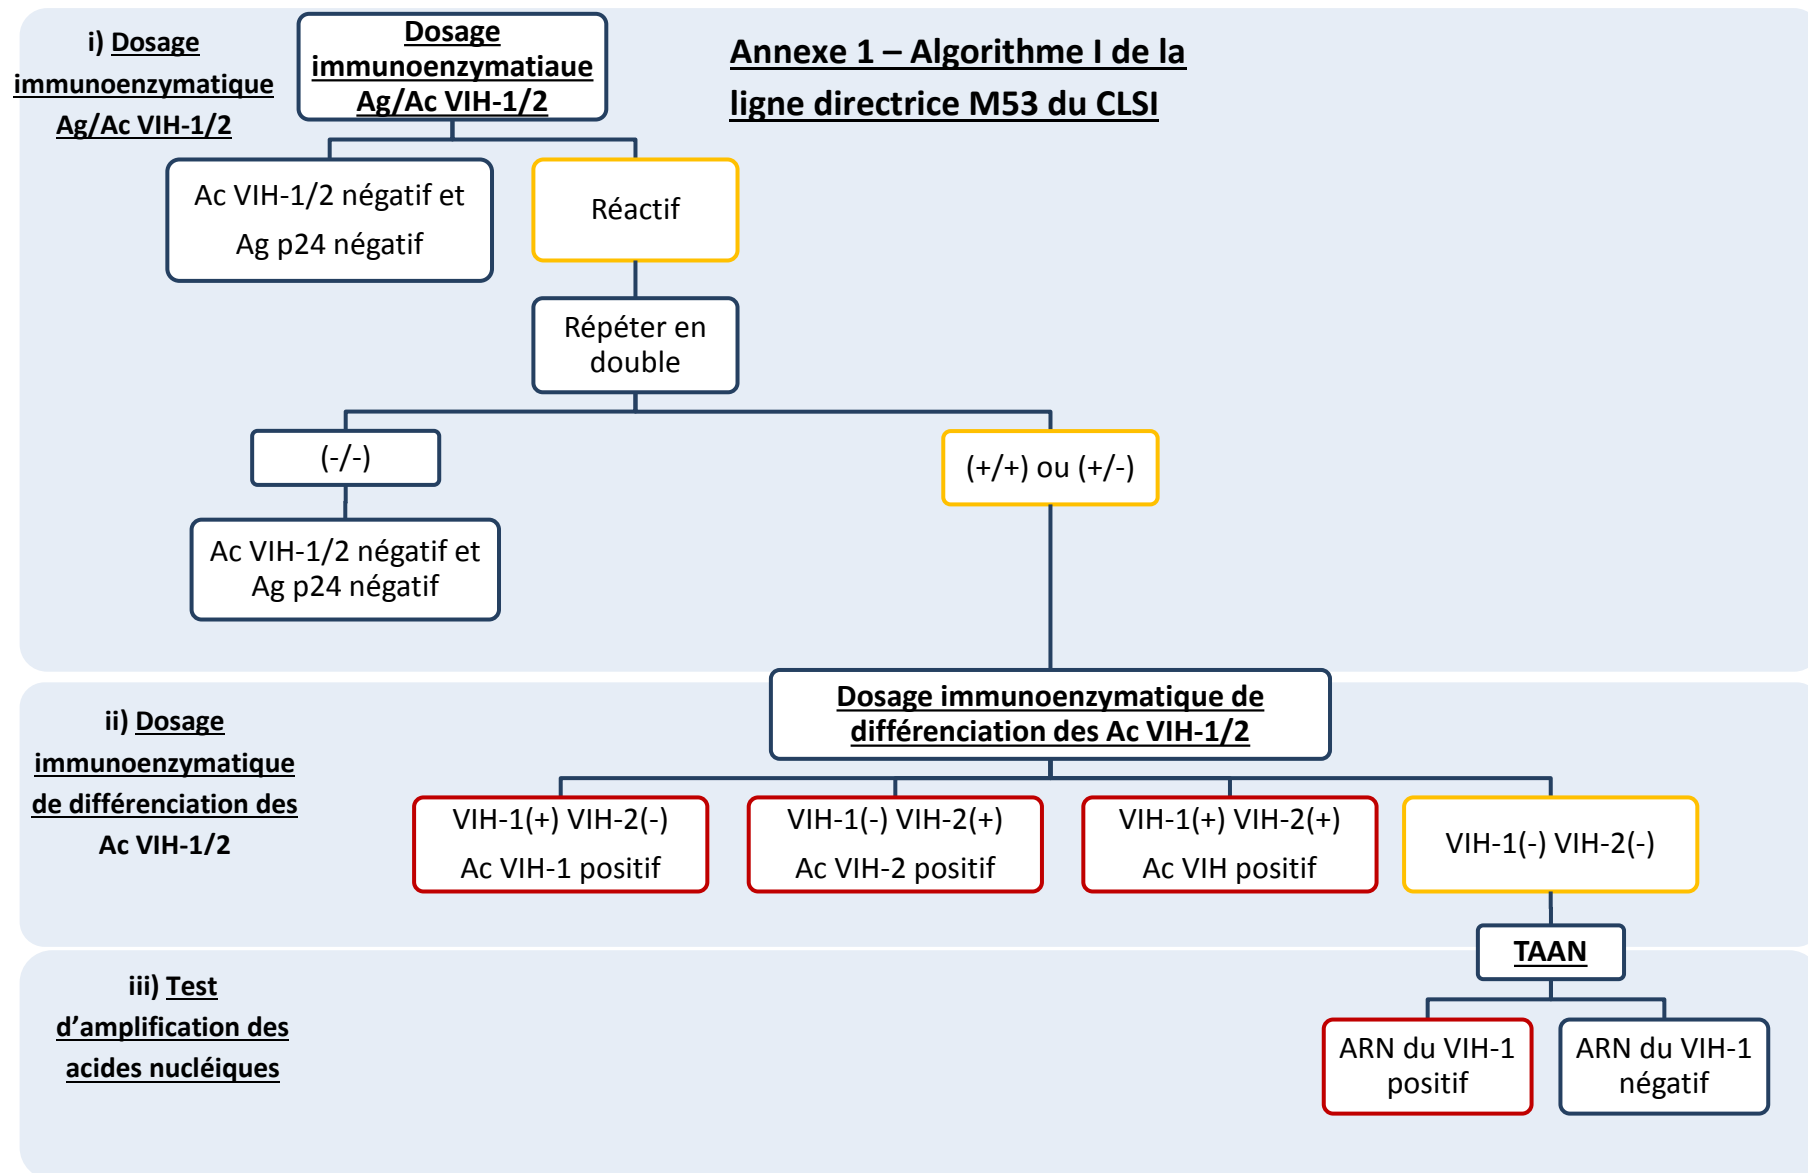 i) Dosage
immunoenzymatique
Ag/Ac VIH-1/2
Dosage
immunoenzymatiaue
Ag/Ac VIH-1/2
Annexe 1 – Algorithme I de la
ligne directrice M53 du CLSI
Ac VIH-1/2 négatif et
Ag p24 négatif
Réactif
Répéter en
double
(-/-)
(+/+) ou (+/-)
Ac VIH-1/2 négatif et
Ag p24 négatif
ii) Dosage
immunoenzymatique
de différenciation des
Ac VIH-1/2
Dosage immunoenzymatique de
différenciation des Ac VIH-1/2
VIH-1(+) VIH-2(-)
Ac VIH-1 positif
VIH-1(-) VIH-2(+)
Ac VIH-2 positif
VIH-1(+) VIH-2(+)
Ac VIH positif
VIH-1(-) VIH-2(-)
iii) Test
d’amplification des
acides nucléiques
TAAN
ARN du VIH-1
positif
ARN du VIH-1
négatif